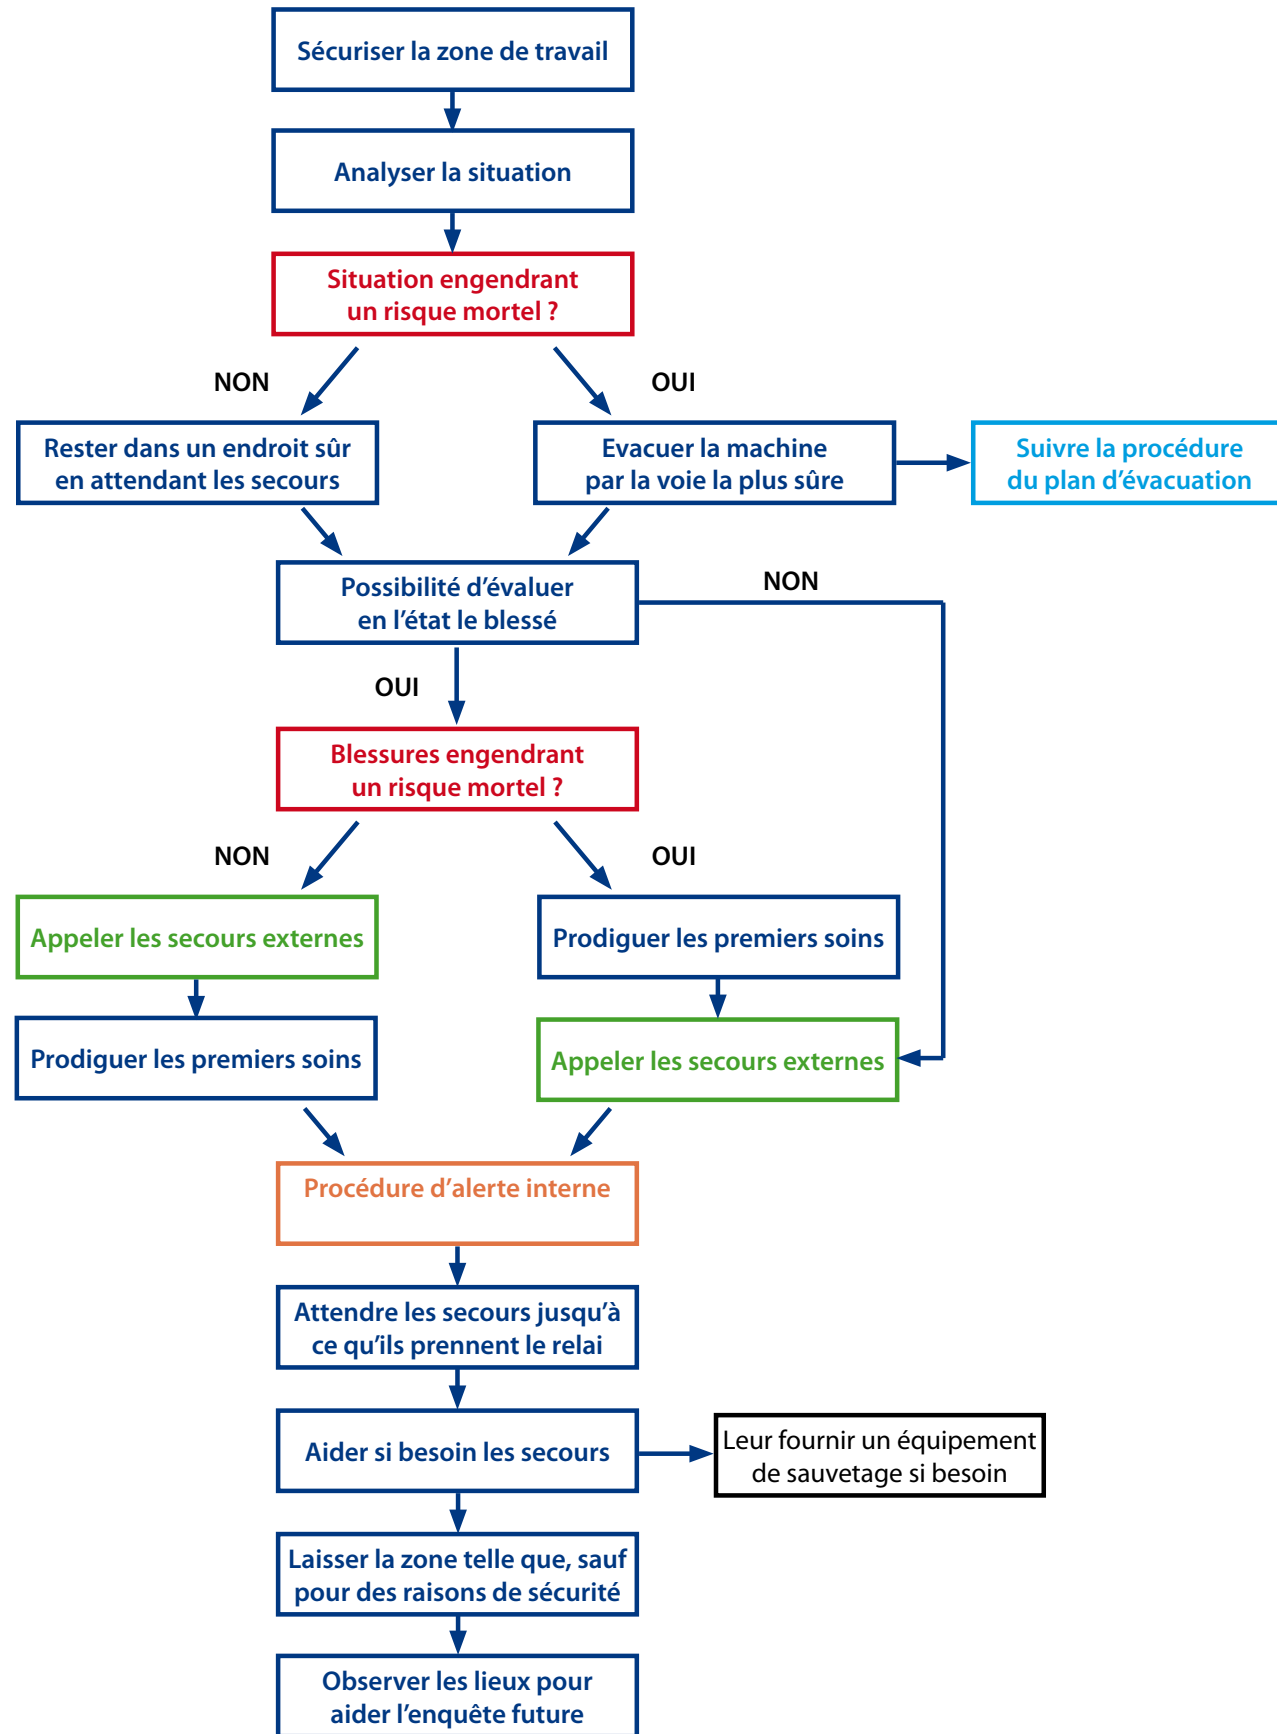 Sécuriser la zone de travail
Analyser la situation
Situation engendrant
un risque mortel ?
NON
OUI
Rester dans un endroit sûr
en attendant les secours
Evacuer la machine
par la voie la plus sûre
Suivre la procédure
du plan d'évacuation
Possibilité d'évaluer
en l'état le blessé
NON
OUI
Blessures engendrant
un risque mortel ?
NON
OUI
Appeler les secours externes
Prodiguer les premiers soins
Prodiguer les premiers soins
Appeler les secours externes
Procédure d'alerte interne
Attendre les secours jusqu'à
ce qu'ils prennent le relai
Aider si besoin les secours
Leur fournir un équipement
de sauvetage si besoin
Laisser la zone telle que, sauf
pour des raisons de sécurité
Observer les lieux pour
aider l'enquête future